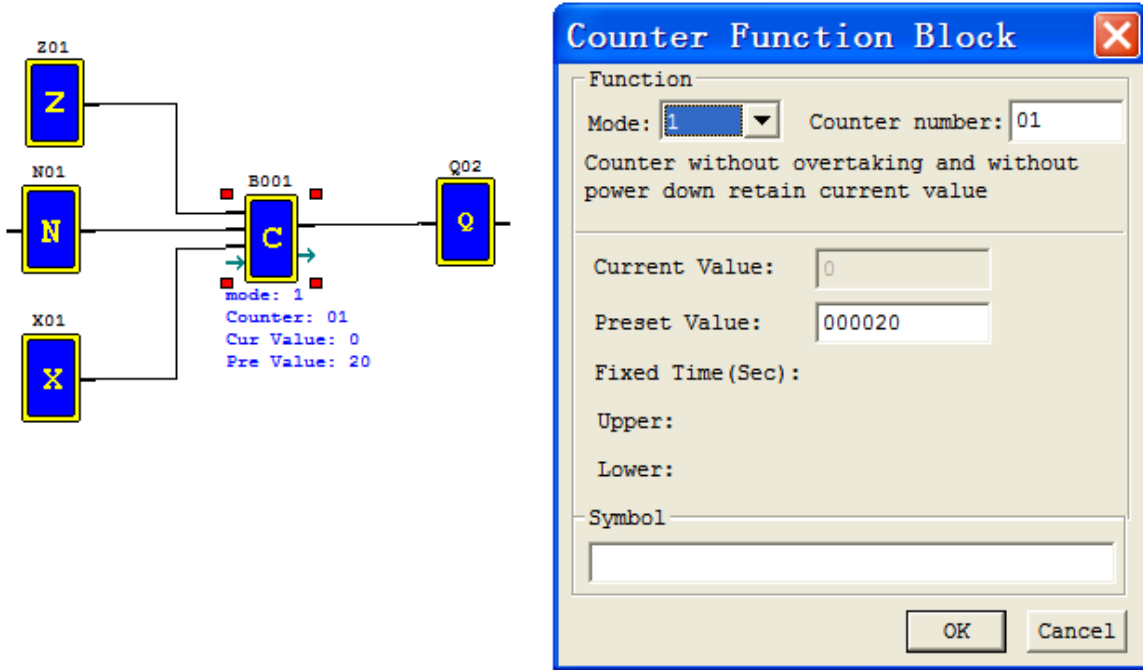 Z01
Z
N01
N
X01
X
B001
C
mode: 1
Counter: 01
Cur Value: 0
Pre Value: 20
Q02
Q
Counter Function Block
Function
Mode: 1 Counter number: 01
Counter without overtaking and without
power down retain current value
Current Value: 0
Preset Value: 000020
Fixed Time(Sec):
Upper:
Lower:
Symbol
OK Cancel